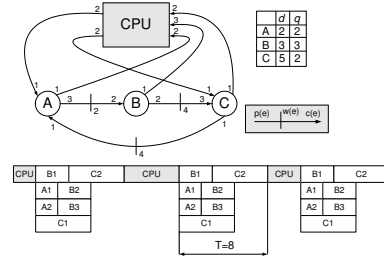 CPU
2 2
3
2 2
d q
A 2 2
B 3 3
C 5 2
1 1 1 1 1
A 3 2 2 B 2 4 3 C
1 1
4
p(e) w(e) c(e)
CPU B1 C2 CPU B1 C2 CPU B1 C2
A1 B2 A1 B2 A1 B2
A2 B3 A2 B3 A2 B3
C1 C1 C1
T=8